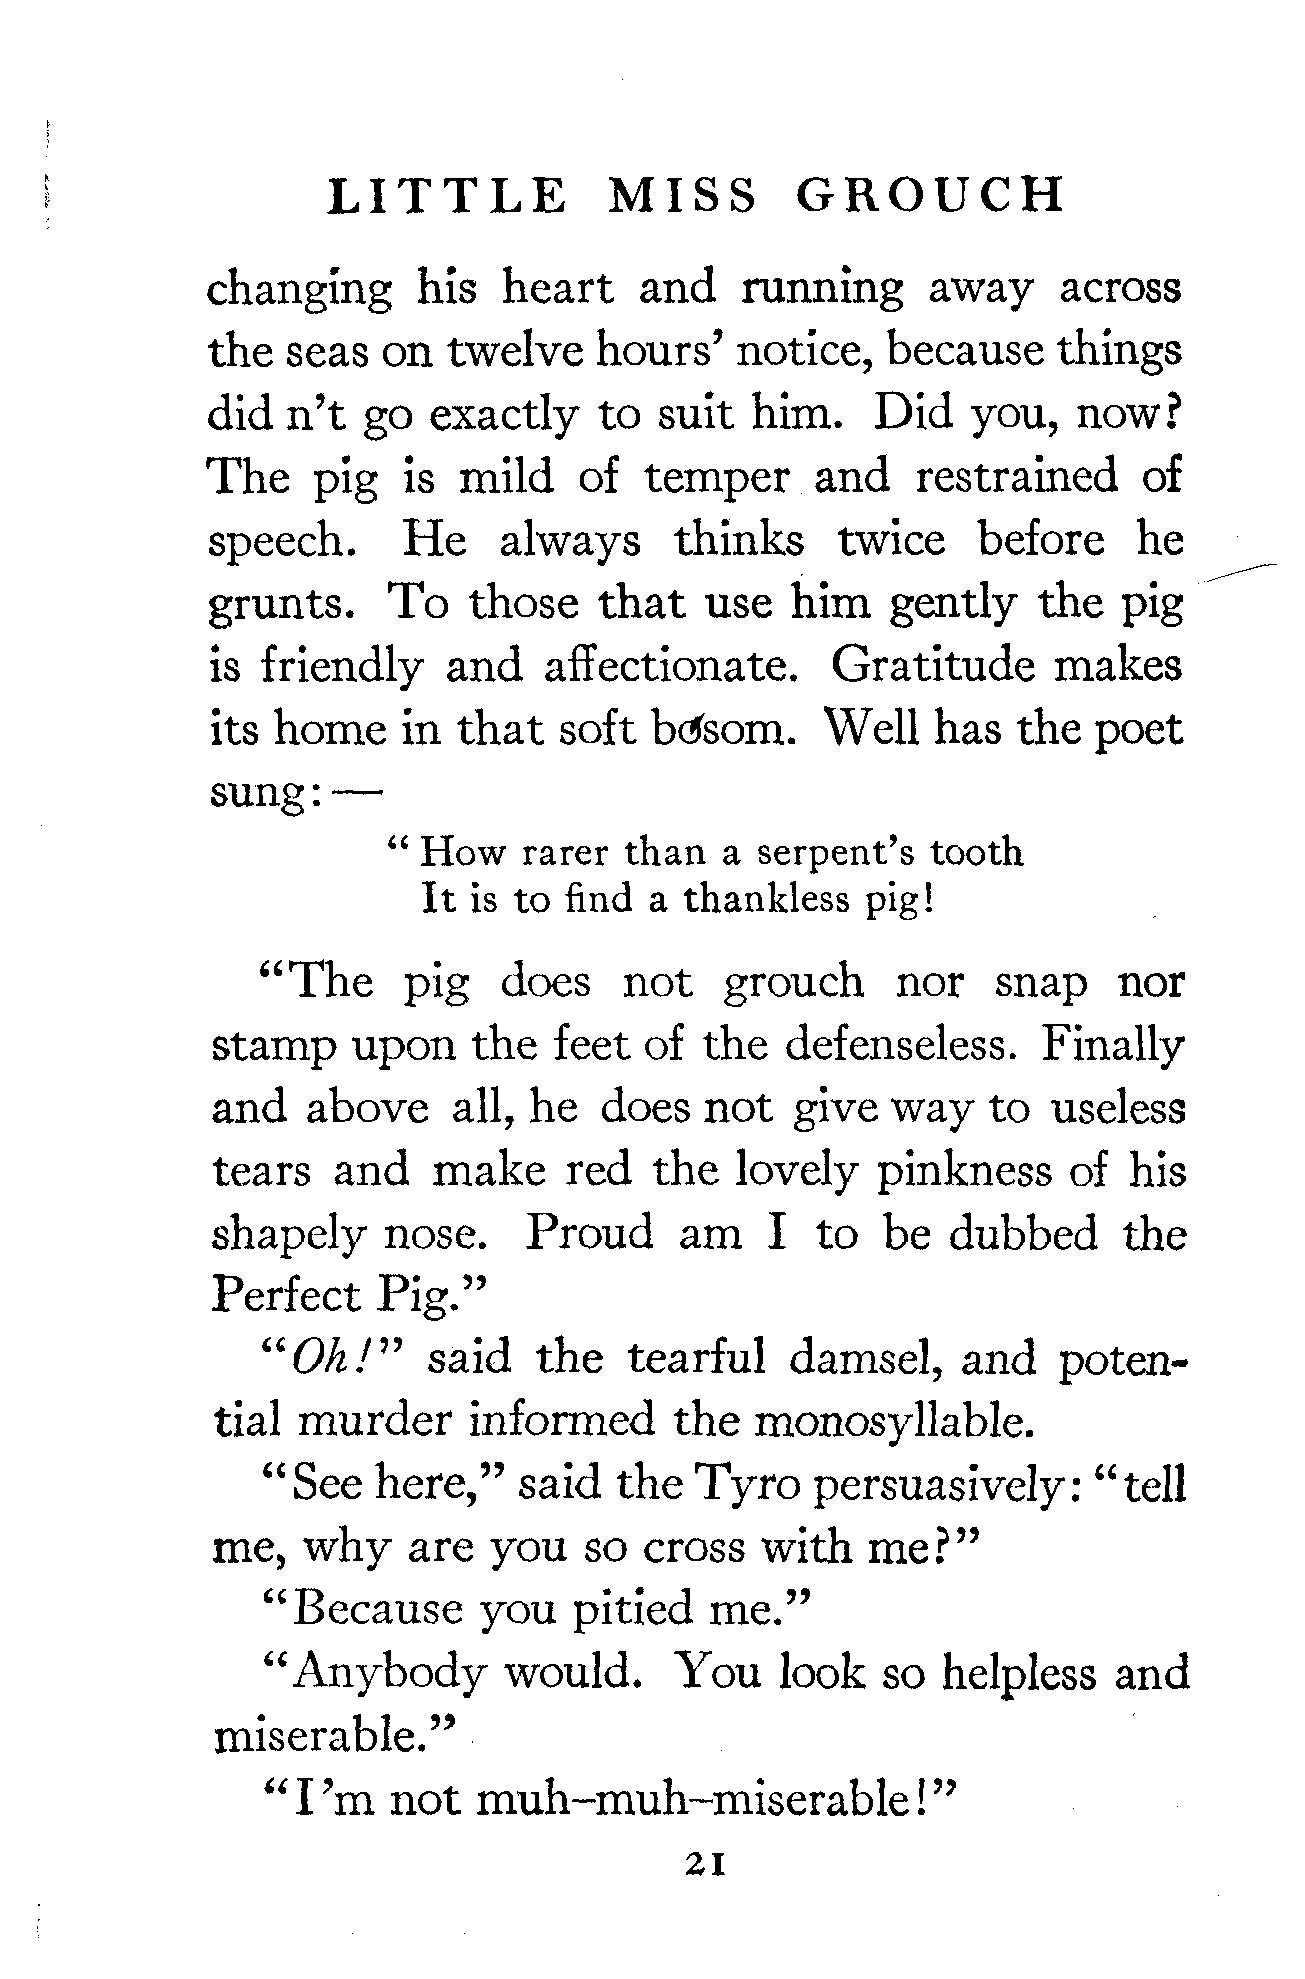 LITTLE MISS GROUCH
changing his heart and running away across
the seas on twelve hours' notice, because things
did n't go exactly to suit him. Did you, now?
The pig is mild of temper and restrained of
speech. He always thinks twice before he
grunts. To those that use him gently the pig
is friendly and affectionate. Gratitude makes
its home in that soft bosom. Well has the poet
sung: —
“ How rarer than a serpent's tooth
It is to find a thankless pig!
“The pig does not grouch nor snap nor
stamp upon the feet of the defenseless. Finally
and above all, he does not give way to useless
tears and make red the lovely pinkness of his
shapely nose. Proud am I to be dubbed the
Perfect Pig.”
“Oh!” said the tearful damsel, and poten-
tial murder informed the monosyllable.
“See here,” said the Tyro persuasively: “tell
me, why are you so cross with me?”
“Because you pitied me.”
“Anybody would. You look so helpless and
miserable.”
“I 'm not muh–muh–miserable!”
21